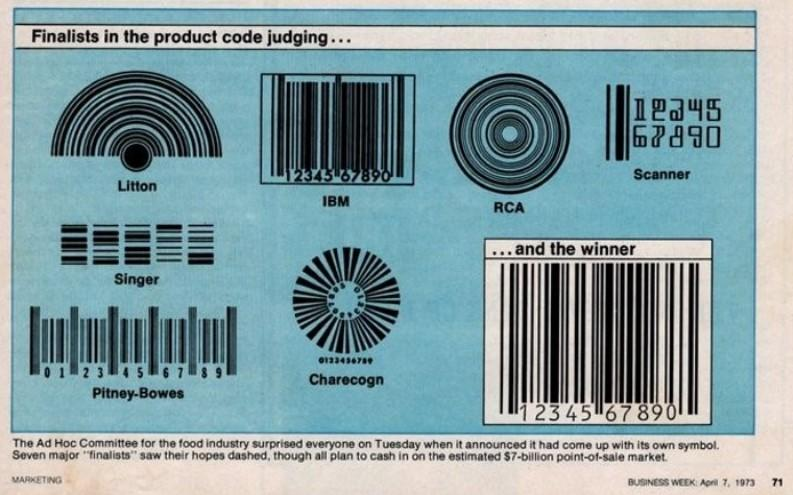 Finalists in the product code judging...
Litton
12345 67890
IBM
RCA
12345
67890
Scanner
Singer
0 1 2 3 4 5 6 7 8 9
Pitney-Bowes
0123456789
Charecogn
...and the winner
12345 67890
The Ad Hoc Committee for the food industry surprised everyone on Tuesday when it announced it had come up with its own symbol.
Seven major "finalists" saw their hopes dashed, though all plan to cash in on the estimated $7-billion point-of-sale market.
MARKETING
BUSINESS WEEK: April 7, 1973 71